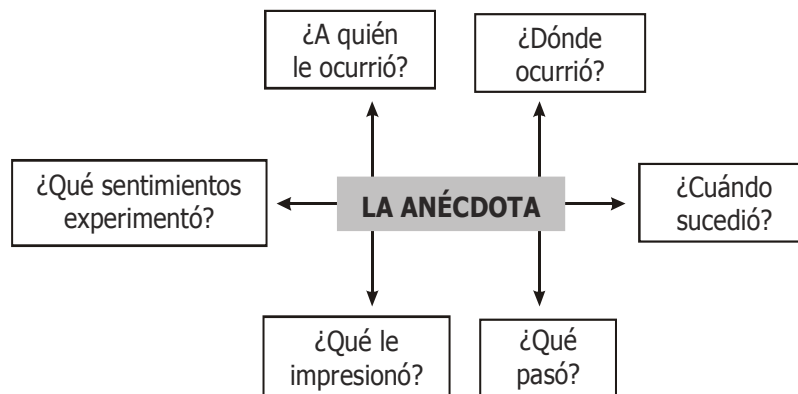 ¿A quién
le ocurrió?
¿Dónde
ocurrió?
¿Qué sentimientos
experimentó?
LA ANÉCDOTA
¿Cuándo
sucedió?
¿Qué le
impresionó?
¿Qué
pasó?